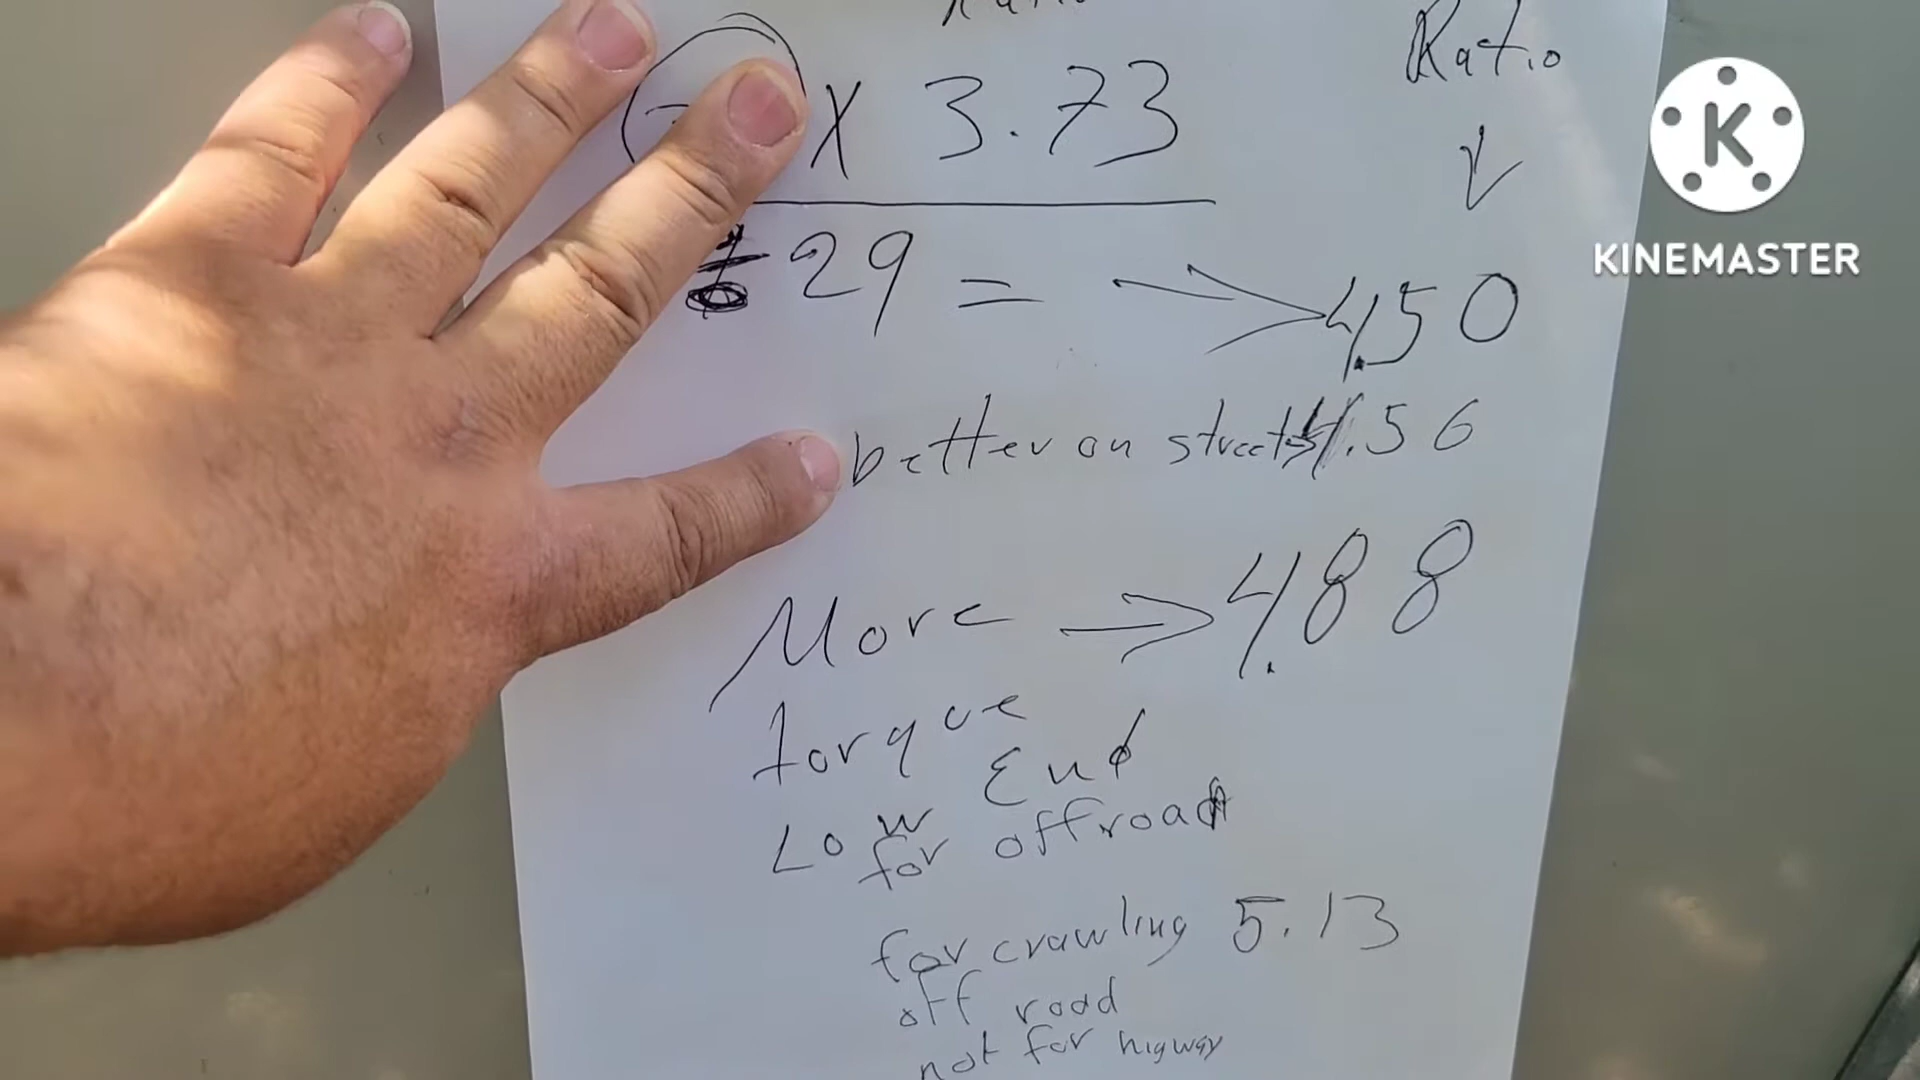 Ratio
Ratio
X 3.73
÷ 29 = 4.50
better on street 4.56
More 4.88
torque
Low End
for offroad
for crawling 5.13
off road
not for higway
K
KINEMASTER